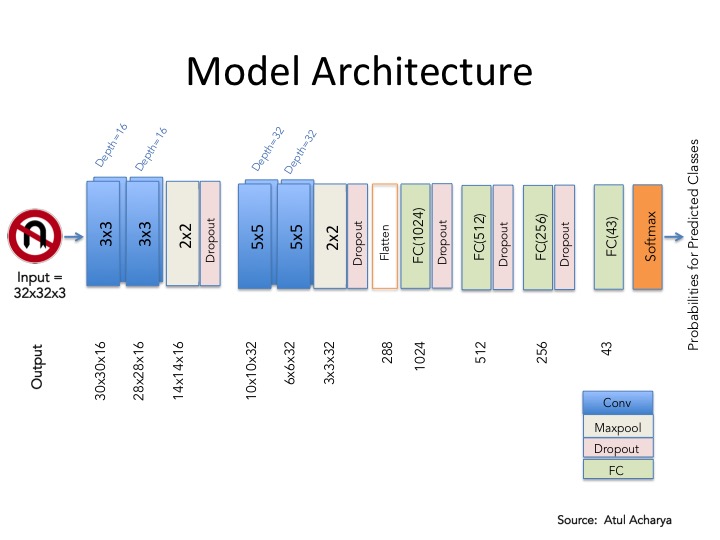 Model Architecture
Depth=16
Depth=16
Depth=32
Depth=32
3x3
3x3
2x2
Dropout
5x5
5x5
2x2
Dropout
Flatten
FC(1024)
Dropout
FC(512)
Dropout
FC(256)
Dropout
FC(43)
Softmax
Probabilities for Predicted Classes
Input =
32x32x3
Output
30x30x16
28x28x16
14x14x16
10x10x32
6x6x32
3x3x32
288
1024
512
256
43
Conv
Maxpool
Dropout
FC
Source: Atul Acharya